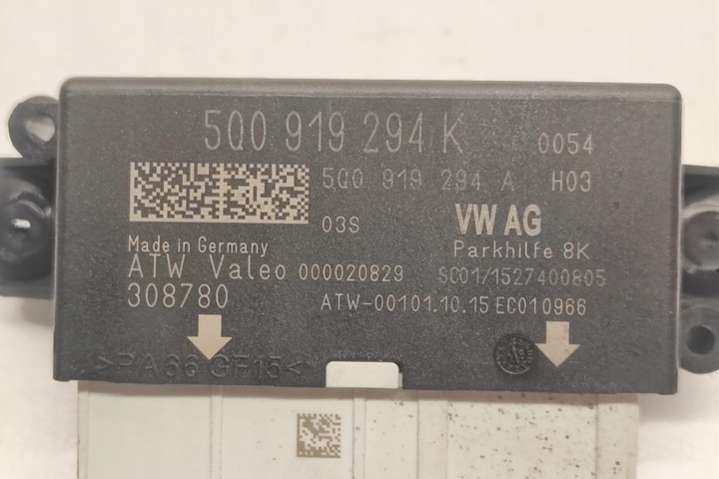 5Q0 919 294 K 0054
5Q0 919 294 A H03
03S VW AG
Made in Germany Parkhilfe 8K
ATW Valeo 000020829 SC01/1527400805
308780 ATW-00101.10.15 EC010966
>PA66 GF15<